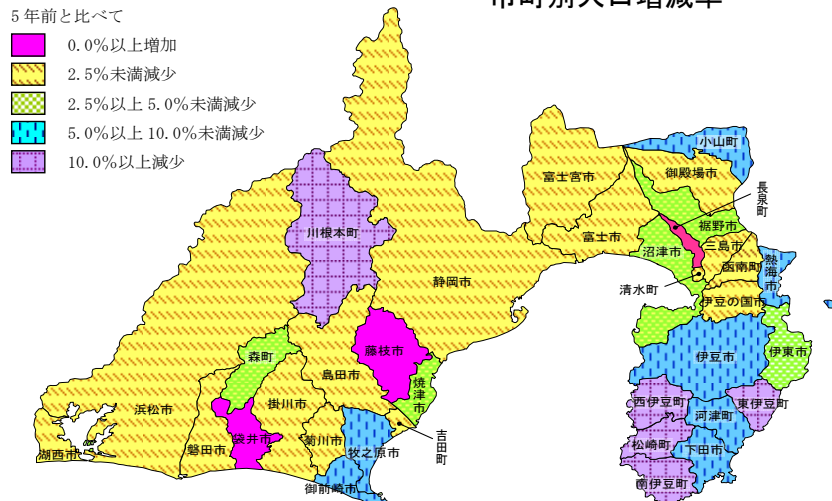 市町別人口増減率
5年前と比べて
0.0%以上増加
2.5%未満減少
2.5%以上5.0%未満減少
5.0%以上10.0%未満減少
10.0%以上減少
小山町
御殿場市
富士宮市
長泉町
裾野市
川根本町
富士市
沼津市
三島市
函南町
熱海市
静岡市
清水町
伊豆の国市
藤枝市
森町
伊豆市
伊東市
島田市
焼津市
掛川市
西伊豆町
東伊豆町
浜松市
河津町
袋井市
菊川市
吉田町
松崎町
磐田市
牧之原市
下田市
湖西市
御前崎市
南伊豆町